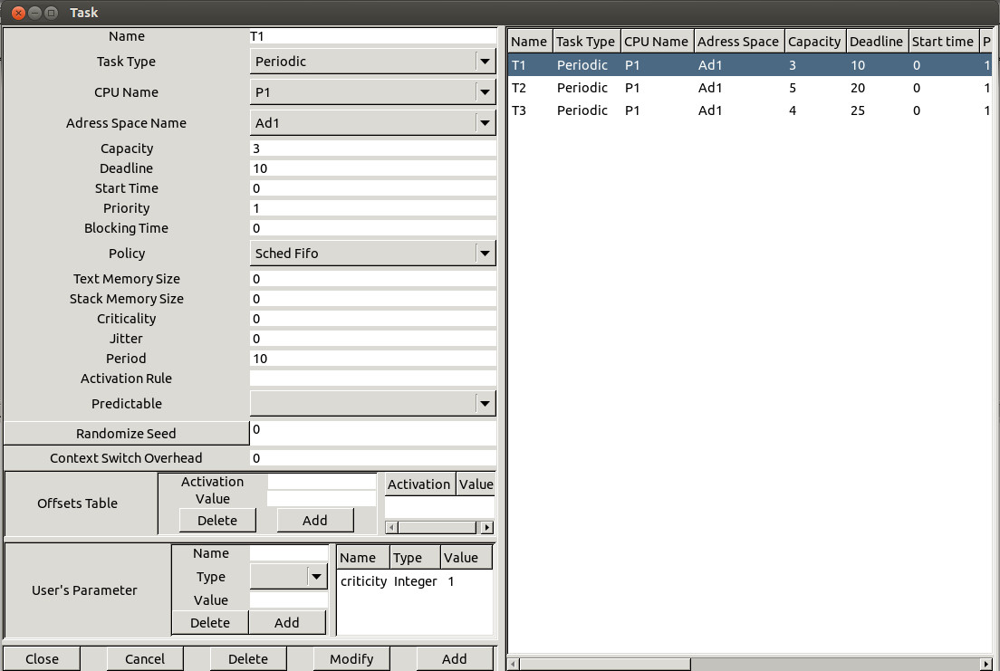 Task
Name T1
Task Type Periodic
CPU Name P1
Adress Space Name Ad1
Capacity 3
Deadline 10
Start Time 0
Priority 1
Blocking Time 0
Policy Sched Fifo
Text Memory Size 0
Stack Memory Size 0
Criticality 0
Jitter 0
Period 10
Activation Rule
Predictable
Randomize Seed 0
Context Switch Overhead 0
Offsets Table
Activation
Value
Delete Add
Activation Value
User's Parameter
Name
Type
Value
Delete Add
Name Type Value
criticity Integer 1
Close Cancel Delete Modify Add
Name Task Type CPU Name Adress Space Capacity Deadline Start time P
T1 Periodic P1 Ad1 3 10 0 1
T2 Periodic P1 Ad1 5 20 0 1
T3 Periodic P1 Ad1 4 25 0 1